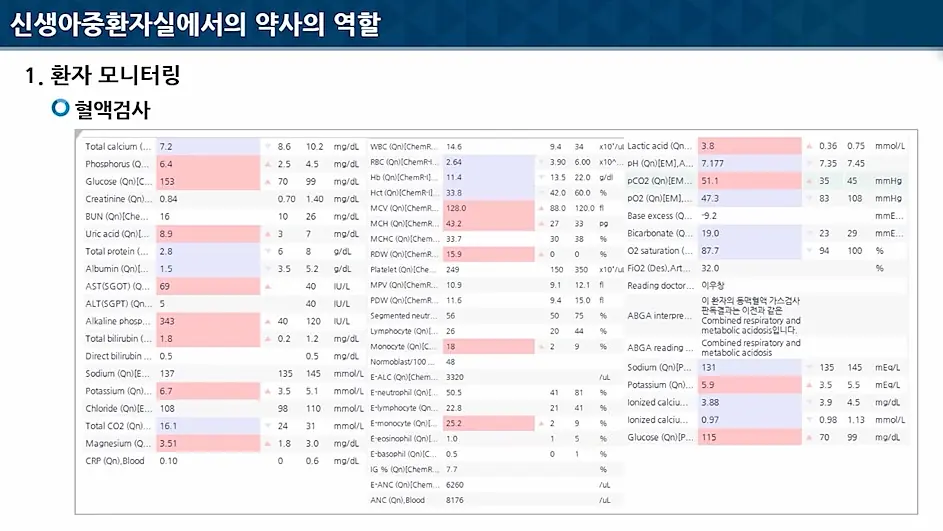 신생아중환자실에서의 약사의 역할
1. 환자 모니터링
혈액검사
Total calcium (... 7.2 8.6 10.2 mg/dL
Phosphorus (Q... 6.4 ▲ 2.5 4.5 mg/dL
Glucose (Qn)[C... 153 ▲ 70 99 mg/dL
Creatinine (Qn)... 0.84 0.70 1.40 mg/dL
BUN (Qn)[Che... 16 10 26 mg/dL
Uric acid (Qn)[... 8.9 ▲ 3 7 mg/dL
Total protein (... 2.8 6 8 g/dL
Albumin (Qn)[... 1.5 3.5 5.2 g/dL
AST(SGOT) (Q... 69 ▲ 40 IU/L
ALT(SGPT) (Qn... 5 40 IU/L
Alkaline phosp... 343 ▲ 40 120 IU/L
Total bilirubin (... 1.8 ▲ 0.2 1.2 mg/dL
Direct bilirubin ... 0.5 0.5 mg/dL
Sodium (Qn)[E... 137 135 145 mmol/L
Potassium (Qn)... 6.7 ▲ 3.5 5.1 mmol/L
Chloride (Qn)[... 108 98 110 mmol/L
Total CO2 (Qn)... 16.1 24 31 mmol/L
Magnesium (Q... 3.51 ▲ 1.8 3.0 mg/dL
CRP (Qn),Blood 0.10 0 0.6 mg/dL
WBC (Qn)[ChemR... 14.6 9.4 34 x10^/ul
RBC (Qn)[ChemR... 2.64 3.90 6.00 x10^...
Hb (Qn)[ChemR... 11.4 13.5 22.0 g/dl
Hct (Qn)[ChemR... 33.8 42.0 60.0 %
MCV (Qn)[ChemR... 128.0 ▲ 88.0 120.0 fl
MCH (Qn)[ChemR... 43.2 ▲ 27 33 pg
MCHC (Qn)[Chem... 33.7 30 38 %
RDW (Qn)[ChemR... 15.9 ▲ 0 0 %
Platelet (Qn)[Che... 249 150 350 x10^/ul
MPV (Qn)[ChemR... 10.9 9.1 12.1 fl
PDW (Qn)[ChemR... 11.6 9.4 15.0 fl
Segmented neutr... 56 50 75 %
Lymphocyte (Qn)... 26 20 44 %
Monocyte (Qn)[C... 18 ▲ 2 9 %
Normoblast/100 ... 48
E-ALC (Qn)[Chem... 3320 /uL
E-neutrophil (Qn)... 50.5 41 81 %
E-lymphocyte (Qn... 22.8 21 41 %
E-monocyte (Qn)[... 25.2 ▲ 2 9 %
E-eosinophil (Qn)... 1.0 1 5 %
E-basophil (Qn)[C... 0.5 0 1 %
IG % (Qn)[ChemR... 7.7 %
E-ANC (Qn)[Chem... 6260 /uL
ANC (Qn),Blood 8176 /uL
Lactic acid (Qn... 3.8 ▲ 0.36 0.75 mmol/L
pH (Qn)[EM],A... 7.177 7.35 7.45
pCO2 (Qn)[EM... 51.1 ▲ 35 45 mmHg
pO2 (Qn)[EM],... 47.3 83 108 mmHg
Base excess (Q... -9.2 mmE...
Bicarbonate (Q... 19.0 23 29 mmE...
O2 saturation (... 87.7 94 100 %
FiO2 (Des),Art... 32.0 %
Reading doctor... 이우창
ABGA interpre... 이 환자의 동맥혈액 가스검사
판독결과는 이전과 같은
Combined respiratory and
metabolic acidosis입니다.
ABGA reading ... Combined respiratory and
metabolic acidosis
Sodium (Qn)[P... 131 135 145 mEq/L
Potassium (Qn)... 5.9 ▲ 3.5 5.5 mEq/L
Ionized calciu... 3.88 3.9 4.5 mg/dL
Ionized calciu... 0.97 0.98 1.13 mmol/L
Glucose (Qn)[P... 115 ▲ 70 99 mg/dL